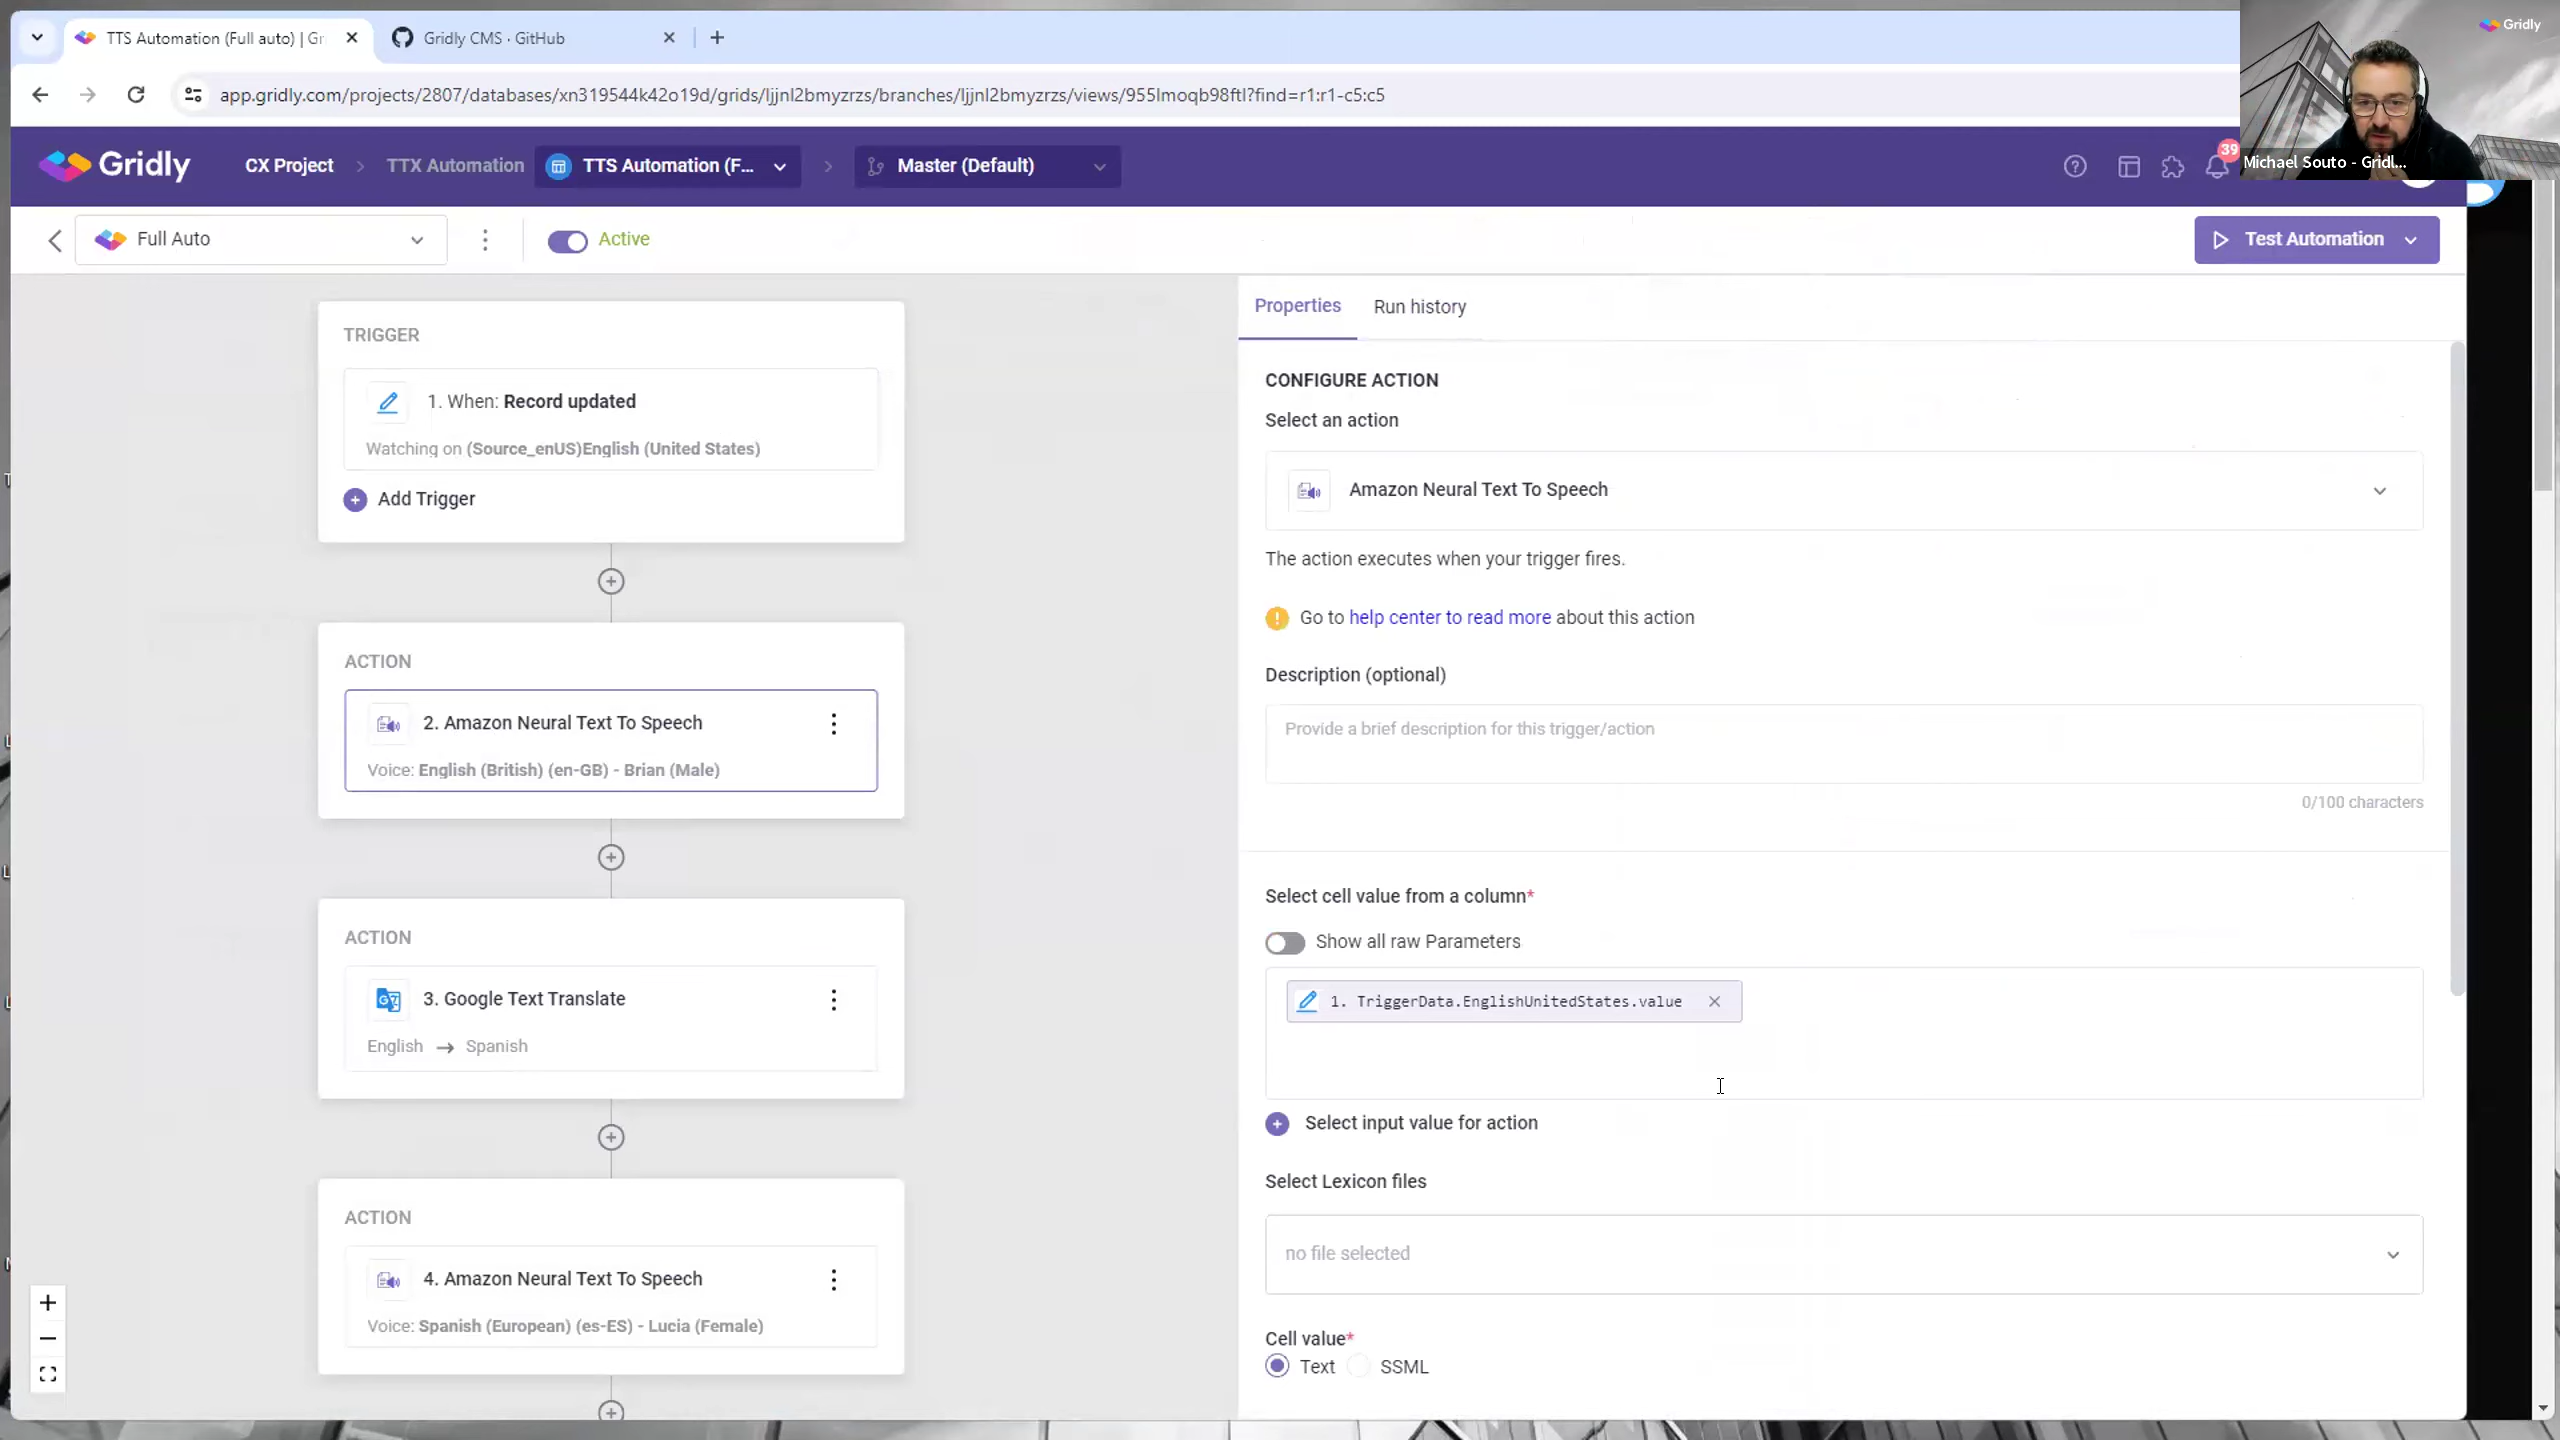 TTS Automation (Full auto) | Gr
Gridly CMS · GitHub
app.gridly.com/projects/2807/databases/xn319544k42o19d/grids/ljjnl2bmyzrzs/branches/ljjnl2bmyzrzs/views/955lmoqb98ftl?find=r1:r1-c5:c5
Gridly
Michael Souto - Gridl...
Gridly
CX Project
TTX Automation
TTS Automation (F...
Master (Default)
39
Full Auto
Active
Test Automation
TRIGGER
1. When: Record updated
Watching on (Source_enUS)English (United States)
Add Trigger
ACTION
2. Amazon Neural Text To Speech
Voice: English (British) (en-GB) - Brian (Male)
ACTION
3. Google Text Translate
English → Spanish
ACTION
4. Amazon Neural Text To Speech
Voice: Spanish (European) (es-ES) - Lucia (Female)
Properties
Run history
CONFIGURE ACTION
Select an action
Amazon Neural Text To Speech
The action executes when your trigger fires.
Go to help center to read more about this action
Description (optional)
Provide a brief description for this trigger/action
0/100 characters
Select cell value from a column*
Show all raw Parameters
1. TriggerData.EnglishUnitedStates.value
Select input value for action
Select Lexicon files
no file selected
Cell value*
Text
SSML